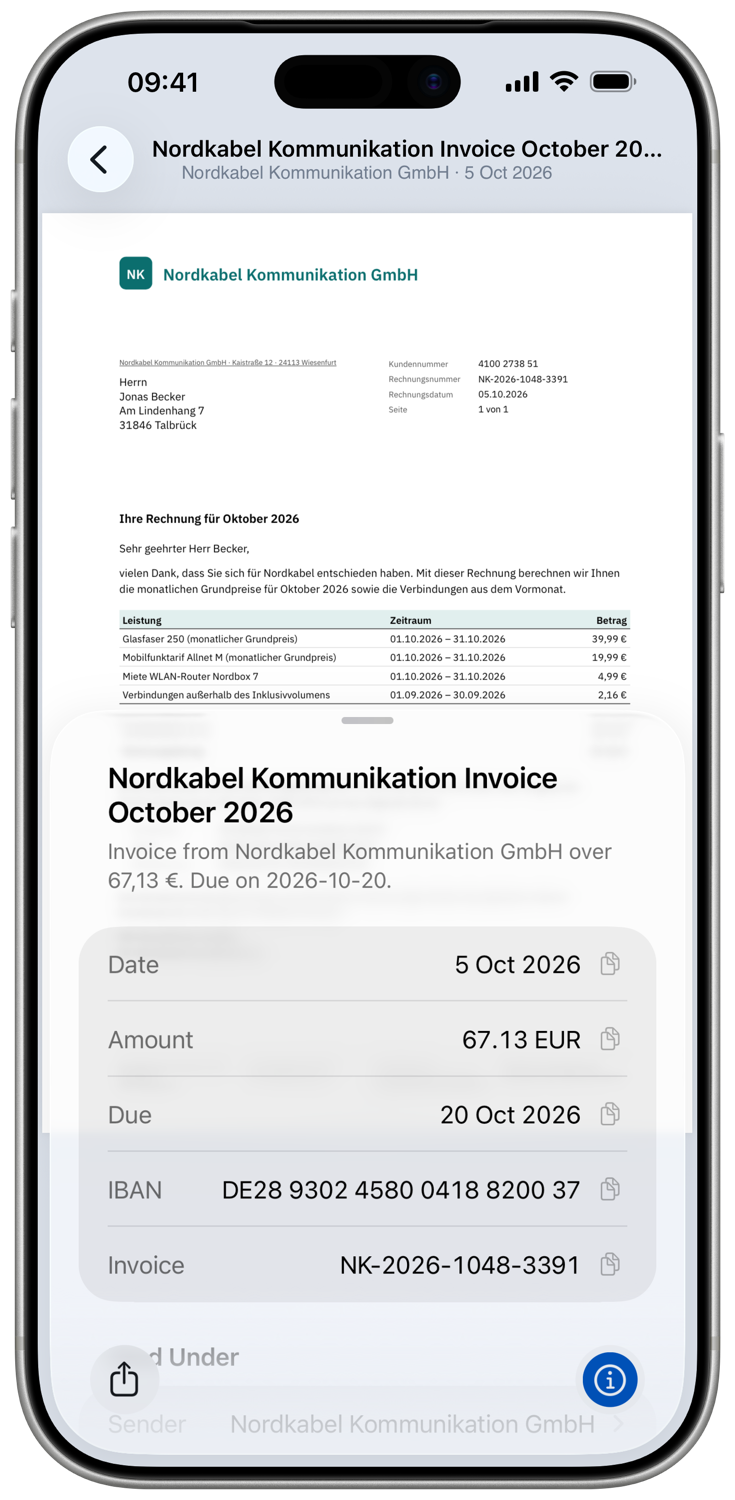 09:41
Nordkabel Kommunikation Invoice October 20...
Nordkabel Kommunikation GmbH · 5 Oct 2026
NK Nordkabel Kommunikation GmbH
Nordkabel Kommunikation GmbH · Kaistraße 12 · 24113 Wiesenfurt
Herrn
Jonas Becker
Am Lindenhang 7
31846 Talbrück
Kundennummer 4100 2738 51
Rechnungsnummer NK-2026-1048-3391
Rechnungsdatum 05.10.2026
Seite 1 von 1
Ihre Rechnung für Oktober 2026
Sehr geehrter Herr Becker,
vielen Dank, dass Sie sich für Nordkabel entschieden haben. Mit dieser Rechnung berechnen wir Ihnen
die monatlichen Grundpreise für Oktober 2026 sowie die Verbindungen aus dem Vormonat.
Leistung Zeitraum Betrag
Glasfaser 250 (monatlicher Grundpreis) 01.10.2026 – 31.10.2026 39,99 €
Mobilfunktarif Allnet M (monatlicher Grundpreis) 01.10.2026 – 31.10.2026 19,99 €
Miete WLAN-Router Nordbox 7 01.10.2026 – 31.10.2026 4,99 €
Verbindungen außerhalb des Inklusivvolumens 01.09.2026 – 30.09.2026 2,16 €
Nordkabel Kommunikation Invoice
October 2026
Invoice from Nordkabel Kommunikation GmbH over
67,13 €. Due on 2026-10-20.
Date 5 Oct 2026
Amount 67.13 EUR
Due 20 Oct 2026
IBAN DE28 9302 4580 0418 8200 37
Invoice NK-2026-1048-3391
Under
Sender Nordkabel Kommunikation GmbH